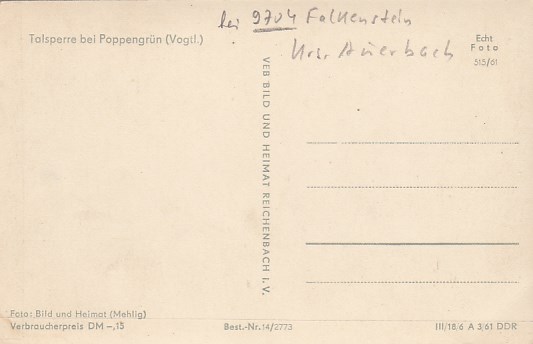 bei 9704 Falkenstein
Krs. Auerbach
Talsperre bei Poppengrün (Vogtl.)
Echt
Foto
515/61
VEB BILD UND HEIMAT REICHENBACH I. V.
Foto: Bild und Heimat (Mehlig)
Verbraucherpreis DM –,15
Best.-Nr. 14/2773
III/18/6 A 3/61 DDR